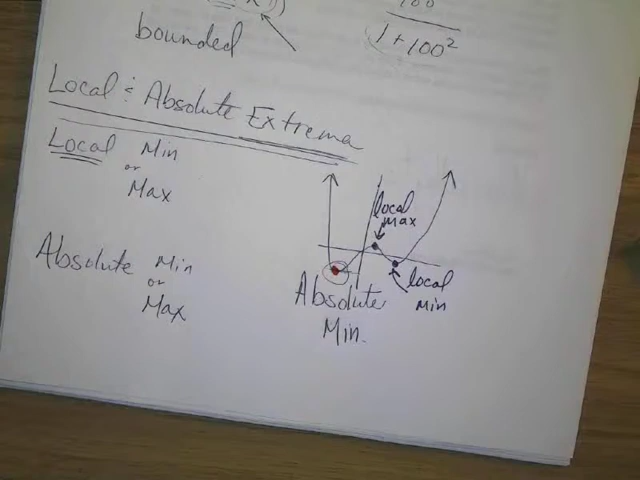 bounded
100
1+100²
Local & Absolute Extrema
Local Min
or
Max
Absolute Min
or
Max
local
max
local
min
Absolute
Min.